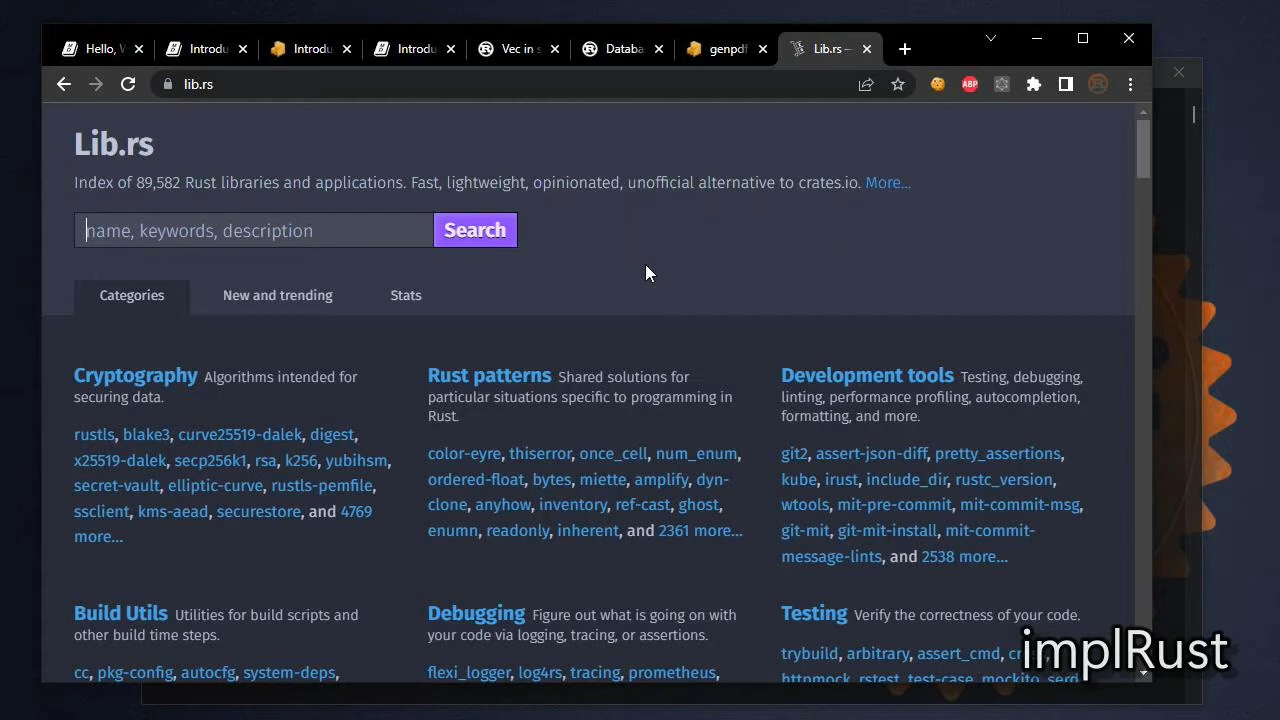 Hello, W
Introdu
Introdu
Introdu
Vec in s
Databa
genpdf
Lib.rs —
lib.rs
ABP
Lib.rs
Index of 89,582 Rust libraries and applications. Fast, lightweight, opinionated, unofficial alternative to crates.io. More...
name, keywords, description
Search
Categories
New and trending
Stats
Cryptography Algorithms intended for
securing data.
rustls, blake3, curve25519-dalek, digest,
x25519-dalek, secp256k1, rsa, k256, yubihsm,
secret-vault, elliptic-curve, rustls-pemfile,
ssclient, kms-aead, securestore, and 4769
more...
Rust patterns Shared solutions for
particular situations specific to programming in
Rust.
color-eyre, thiserror, once_cell, num_enum,
ordered-float, bytes, miette, amplify, dyn-
clone, anyhow, inventory, ref-cast, ghost,
enumn, readonly, inherent, and 2361 more...
Development tools Testing, debugging,
linting, performance profiling, autocompletion,
formatting, and more.
git2, assert-json-diff, pretty_assertions,
kube, irust, include_dir, rustc_version,
wtools, mit-pre-commit, mit-commit-msg,
git-mit, git-mit-install, mit-commit-
message-lints, and 2538 more...
Build Utils Utilities for build scripts and
other build time steps.
cc, pkg-config, autocfg, system-deps,
Debugging Figure out what is going on with
your code via logging, tracing, or assertions.
flexi_logger, log4rs, tracing, prometheus,
Testing Verify the correctness of your code.
trybuild, arbitrary, assert_cmd,
httpmock, rstest, test-case, mockito, serd
implRust